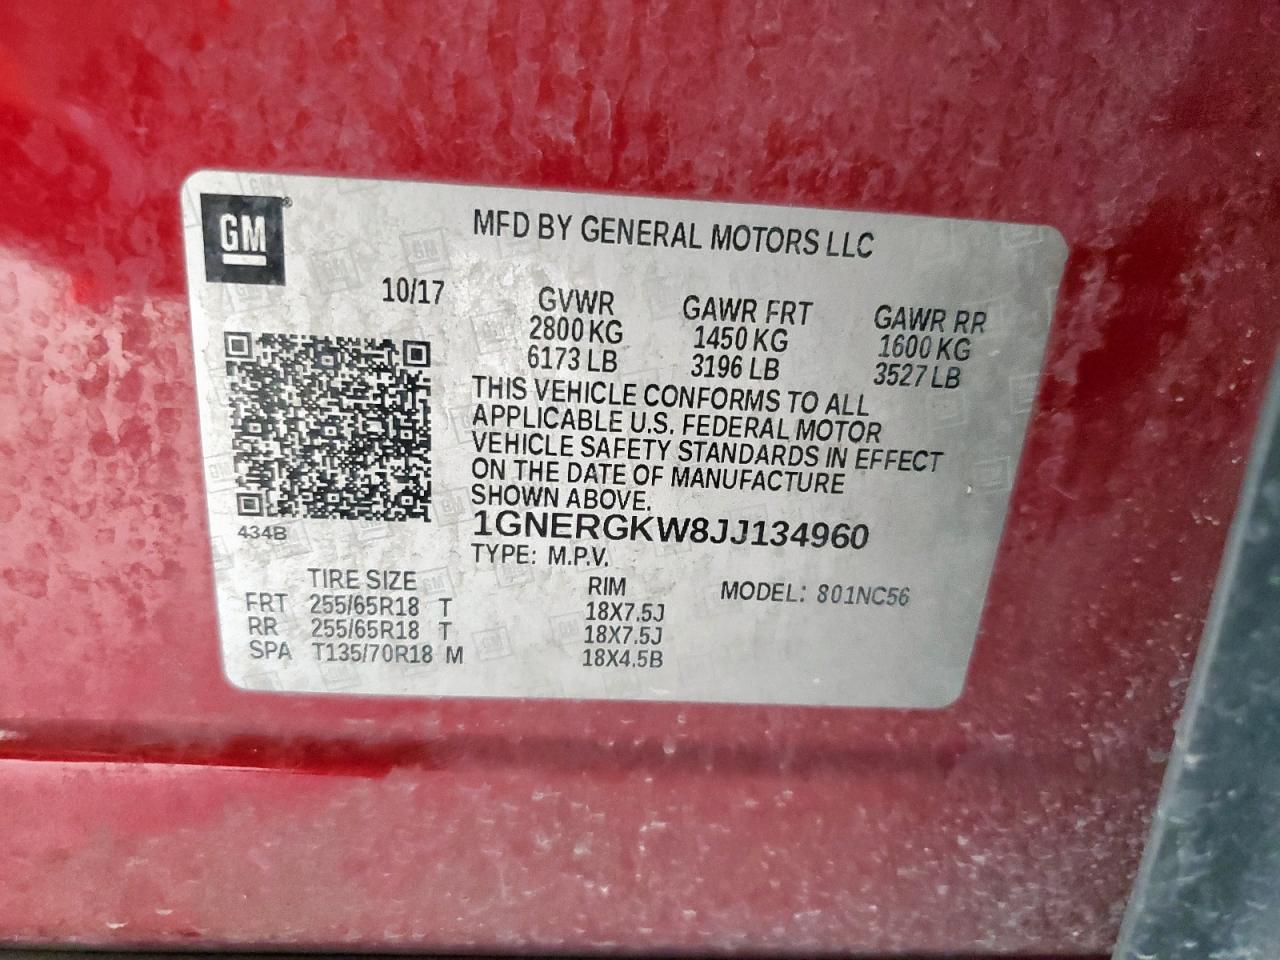 GM®
MFD BY GENERAL MOTORS LLC
10/17
GVWR GAWR FRT GAWR RR
2800 KG 1450 KG 1600 KG
6173 LB 3196 LB 3527 LB
THIS VEHICLE CONFORMS TO ALL
APPLICABLE U.S. FEDERAL MOTOR
VEHICLE SAFETY STANDARDS IN EFFECT
ON THE DATE OF MANUFACTURE
SHOWN ABOVE.
434B
1GNERGKW8JJ134960
TYPE: M.P.V.
TIRE SIZE RIM MODEL: 801NC56
FRT 255/65R18 T 18X7.5J
RR 255/65R18 T 18X7.5J
SPA T135/70R18 M 18X4.5B